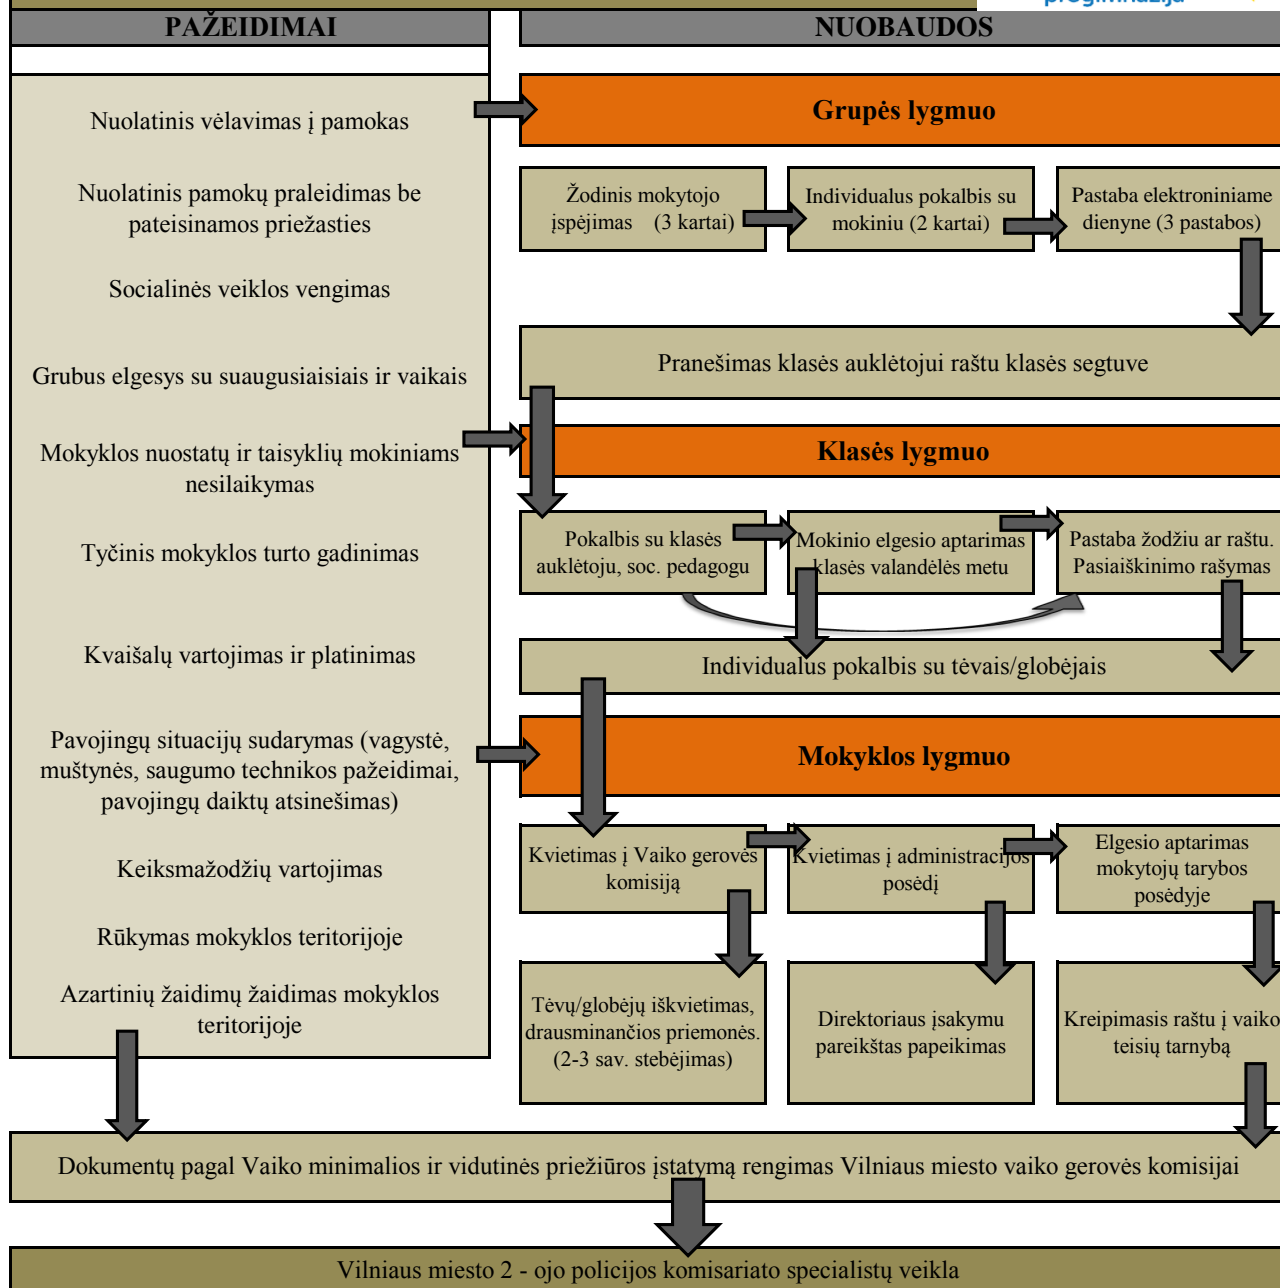 progimnazija
PAŽEIDIMAI
NUOBAUDOS
Nuolatinis vėlavimas į pamokas
Nuolatinis pamokų praleidimas be
pateisinamos priežasties
Socialinės veiklos vengimas
Grubus elgesys su suaugusiaisiais ir vaikais
Mokyklos nuostatų ir taisyklių mokiniams
nesilaikymas
Tyčinis mokyklos turto gadinimas
Kvaišalų vartojimas ir platinimas
Pavojingų situacijų sudarymas (vagystė,
muštynės, saugumo technikos pažeidimai,
pavojingų daiktų atsinešimas)
Keiksmažodžių vartojimas
Rūkymas mokyklos teritorijoje
Azartinių žaidimų žaidimas mokyklos
teritorijoje
Grupės lygmuo
Žodinis mokytojo
įspėjimas (3 kartai)
Individualus pokalbis su
mokiniu (2 kartai)
Pastaba elektroniniame
dienyne (3 pastabos)
Pranešimas klasės auklėtojui raštu klasės segtuve
Klasės lygmuo
Pokalbis su klasės
auklėtoju, soc. pedagogu
Mokinio elgesio aptarimas
klasės valandėlės metu
Pastaba žodžiu ar raštu.
Pasiaiškinimo rašymas
Individualus pokalbis su tėvais/globėjais
Mokyklos lygmuo
Kvietimas į Vaiko gerovės
komisiją
Kvietimas į administracijos
posėdį
Elgesio aptarimas
mokytojų tarybos
posėdyje
Tėvų/globėjų iškvietimas,
drausminančios priemonės.
(2-3 sav. stebėjimas)
Direktoriaus įsakymu
pareikštas papeikimas
Kreipimasis raštu į vaiko
teisių tarnybą
Dokumentų pagal Vaiko minimalios ir vidutinės priežiūros įstatymą rengimas Vilniaus miesto vaiko gerovės komisijai
Vilniaus miesto 2 - ojo policijos komisariato specialistų veikla